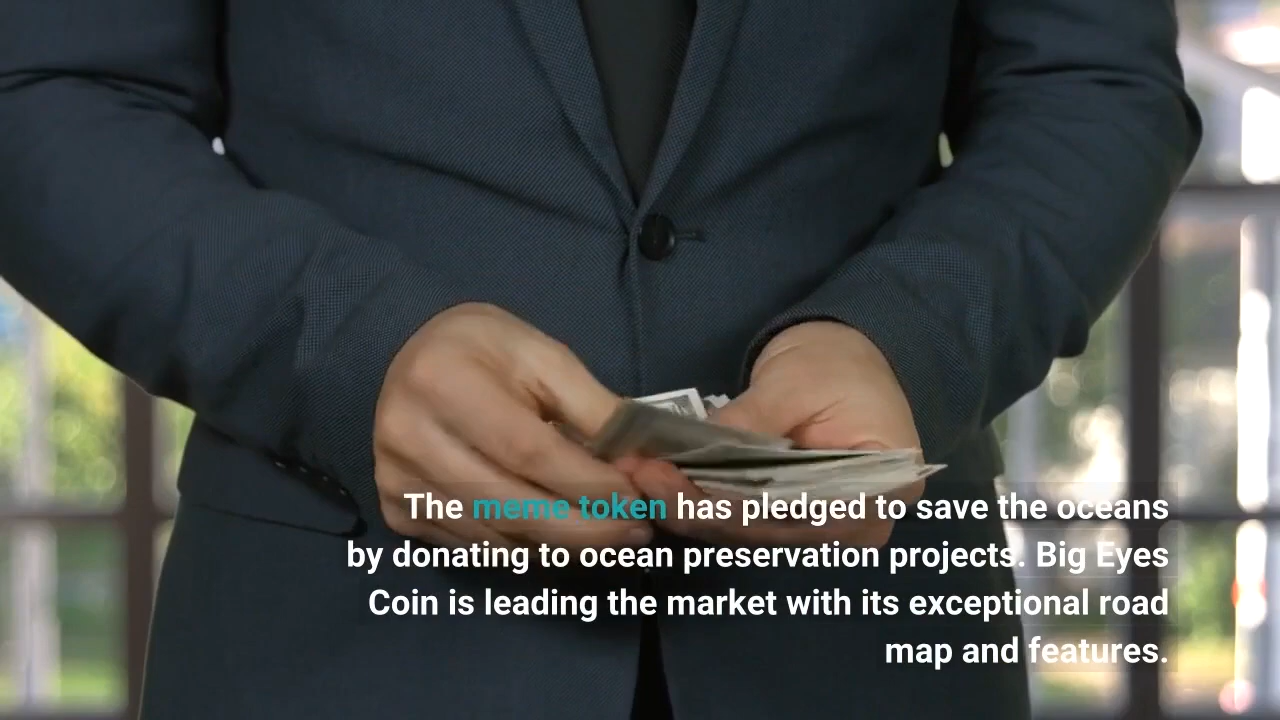 The meme token has pledged to save the oceans
by donating to ocean preservation projects. Big Eyes
Coin is leading the market with its exceptional road
map and features.